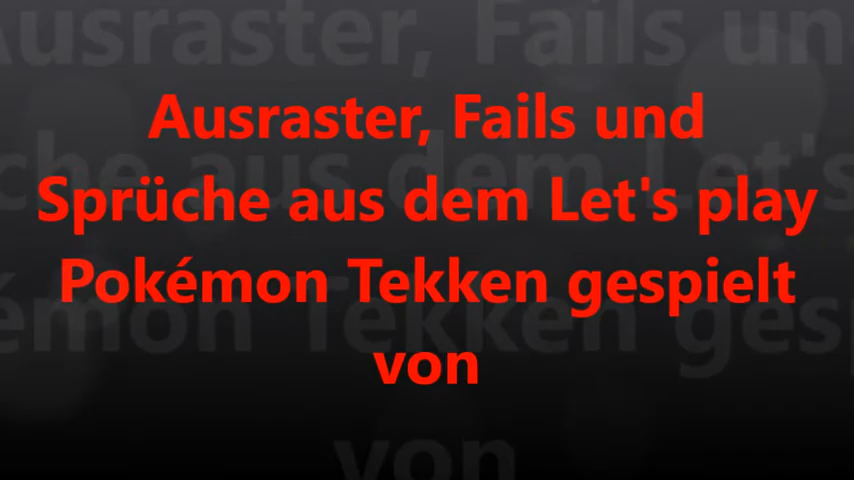 Ausraster, Fails und
Sprüche aus dem Let's play
Pokémon Tekken gespielt
von